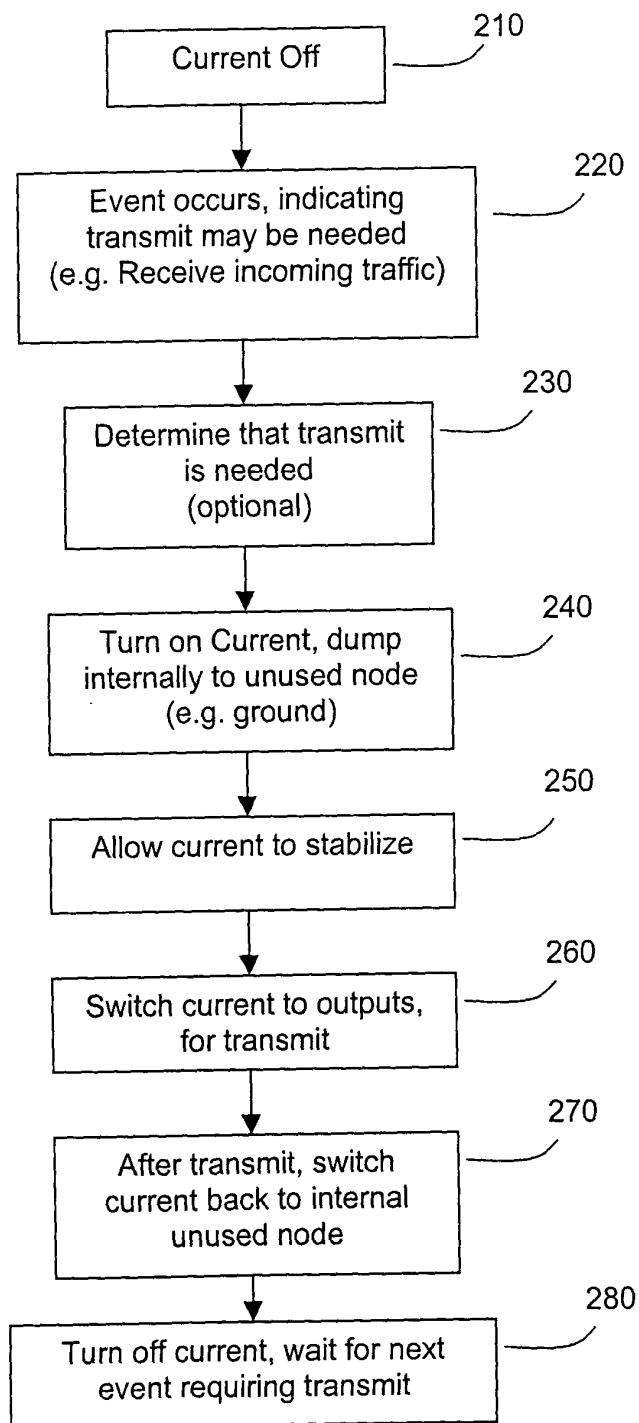 210
Current Off
220
Event occurs, indicating
transmit may be needed
(e.g. Receive incoming traffic)
230
Determine that transmit
is needed
(optional)
240
Turn on Current, dump
internally to unused node
(e.g. ground)
250
Allow current to stabilize
260
Switch current to outputs,
for transmit
270
After transmit, switch
current back to internal
unused node
280
Turn off current, wait for next
event requiring transmit